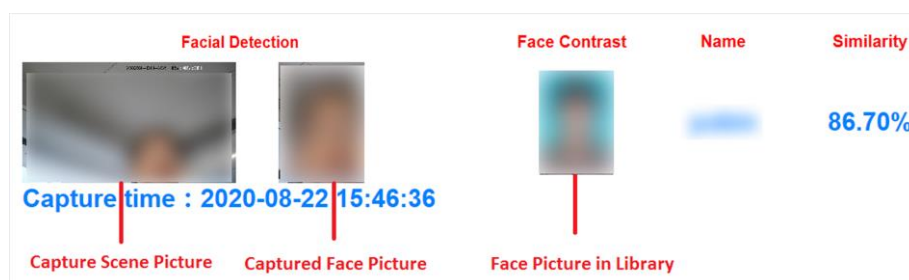 Facial Detection Face Contrast Name Similarity
86.70%
Capture time : 2020-08-22 15:46:36
Capture Scene Picture Captured Face Picture Face Picture in Library